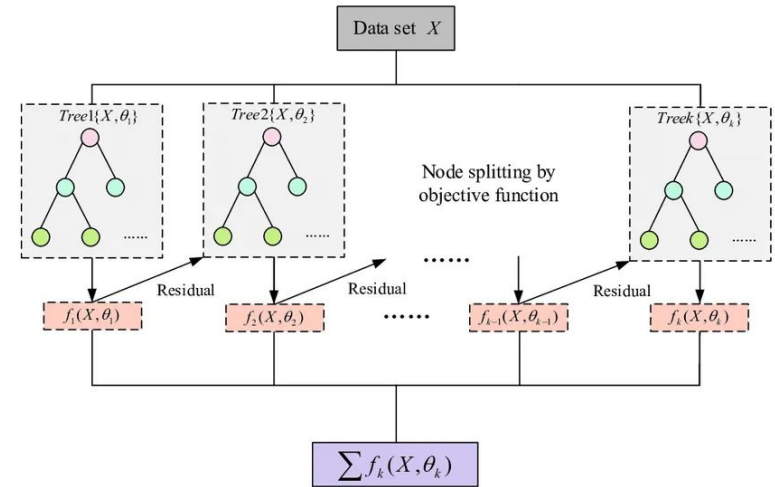 Data set X
Tree1{X,θ₁}
Tree2{X,θ₂}
Treek{X,θₖ}
Node splitting by
objective function
......
......
......
......
Residual
Residual
......
Residual
f₁(X,θ₁)
f₂(X,θ₂)
......
fₖ₋₁(X,θₖ₋₁)
fₖ(X,θₖ)
∑fₖ(X,θₖ)